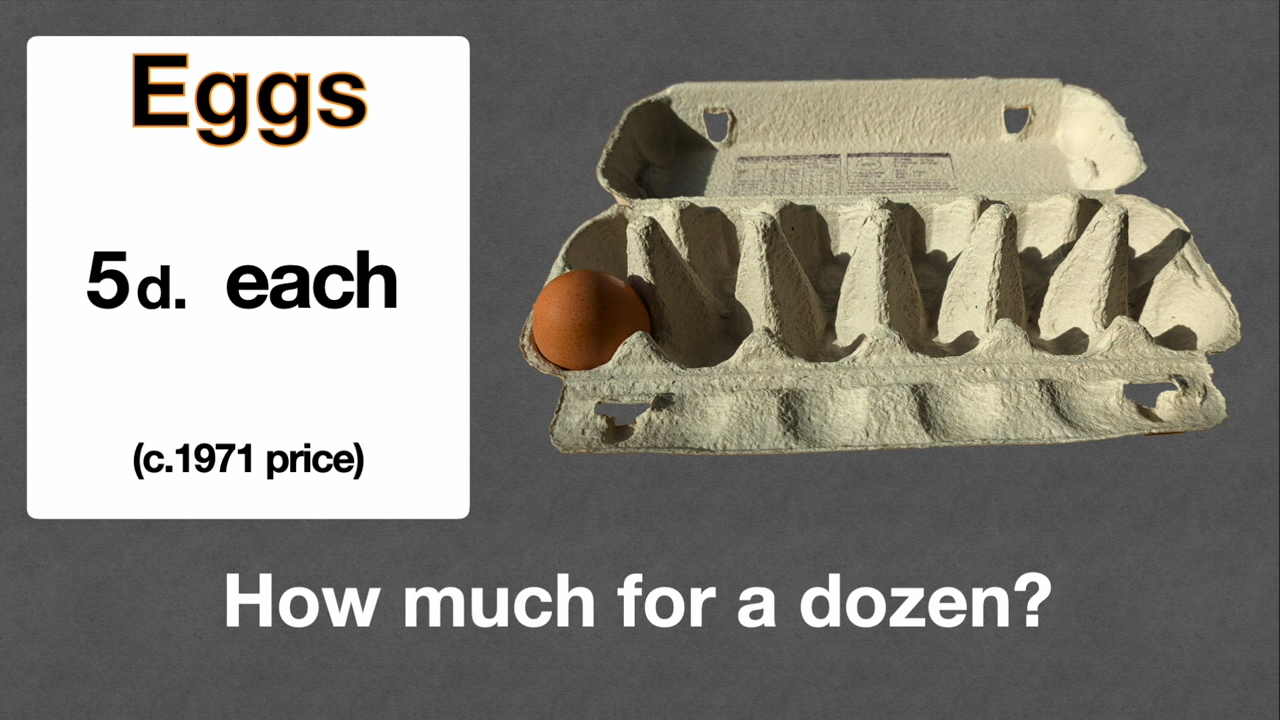 Eggs
5d. each
(c.1971 price)
How much for a dozen?